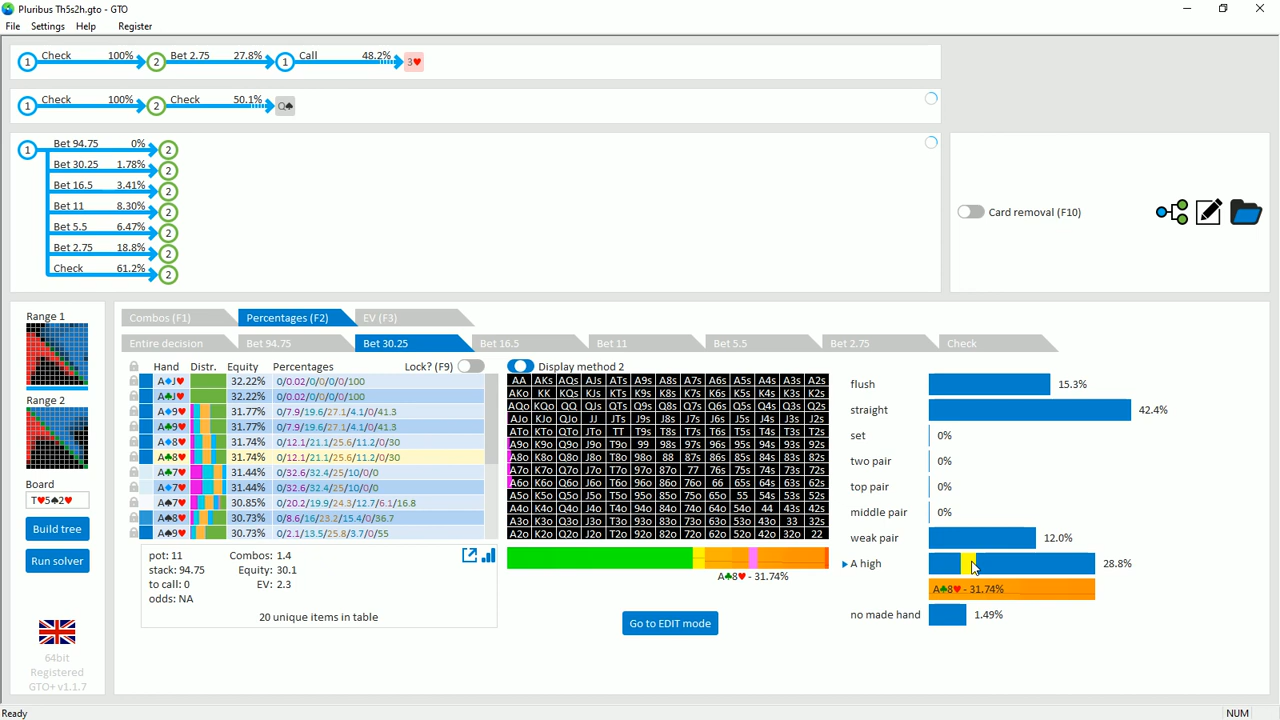 Pluribus Th5s2h.gto - GTO
File Settings Help Register
1 Check 100% 2 Bet 2.75 27.8% 1 Call 48.2% 3♥
1 Check 100% 2 Check 50.1% Q♠
1 Bet 94.75 0% 2
Bet 30.25 1.78% 2
Bet 16.5 3.41% 2
Bet 11 8.30% 2
Bet 5.5 6.47% 2
Bet 2.75 18.8% 2
Check 61.2% 2
Card removal (F10)
Range 1
Range 2
Board
T♥5♠2♥
Build tree
Run solver
64bit
Registered
GTO+ v1.1.7
Combos (F1) Percentages (F2) EV (F3)
Entire decision Bet 94.75 Bet 30.25 Bet 16.5 Bet 11 Bet 5.5 Bet 2.75 Check
Hand Distr. Equity Percentages Lock? (F9)
A♦J♥ 32.22% 0/0.02/0/0/0/0/100
A♣J♥ 32.22% 0/0.02/0/0/0/0/100
A♦9♥ 31.77% 0/7.9/19.6/27.1/4.1/0/41.3
A♣9♥ 31.77% 0/7.9/19.6/27.1/4.1/0/41.3
A♦8♥ 31.74% 0/12.1/21.1/25.6/11.2/0/30
A♣8♥ 31.74% 0/12.1/21.1/25.6/11.2/0/30
A♣7♥ 31.44% 0/32.6/32.4/25/10/0/0
A♦7♥ 31.44% 0/32.6/32.4/25/10/0/0
A♠7♥ 30.85% 0/20.2/19.9/24.3/12.7/6.1/16.8
A♠8♥ 30.73% 0/8.6/16/23.2/15.4/0/36.7
A♠9♥ 30.73% 0/2.1/13.5/25.8/3.7/0/55
pot: 11 Combos: 1.4
stack: 94.75 Equity: 30.1
to call: 0 EV: 2.3
odds: NA
20 unique items in table
Display method 2
AA AKs AQs AJs ATs A9s A8s A7s A6s A5s A4s A3s A2s
AKo KK KQs KJs KTs K9s K8s K7s K6s K5s K4s K3s K2s
AQo KQo QQ QJs QTs Q9s Q8s Q7s Q6s Q5s Q4s Q3s Q2s
AJo KJo QJo JJ JTs J9s J8s J7s J6s J5s J4s J3s J2s
ATo KTo QTo JTo TT T9s T8s T7s T6s T5s T4s T3s T2s
A9o K9o Q9o J9o T9o 99 98s 97s 96s 95s 94s 93s 92s
A8o K8o Q8o J8o T8o 98o 88 87s 86s 85s 84s 83s 82s
A7o K7o Q7o J7o T7o 97o 87o 77 76s 75s 74s 73s 72s
A6o K6o Q6o J6o T6o 96o 86o 76o 66 65s 64s 63s 62s
A5o K5o Q5o J5o T5o 95o 85o 75o 65o 55 54s 53s 52s
A4o K4o Q4o J4o T4o 94o 84o 74o 64o 54o 44 43s 42s
A3o K3o Q3o J3o T3o 93o 83o 73o 63o 53o 43o 33 32s
A2o K2o Q2o J2o T2o 92o 82o 72o 62o 52o 42o 32o 22
A♣8♥ - 31.74%
Go to EDIT mode
flush 15.3%
straight 42.4%
set 0%
two pair 0%
top pair 0%
middle pair 0%
weak pair 12.0%
A high 28.8%
A♣8♥ - 31.74%
no made hand 1.49%
Ready NUM